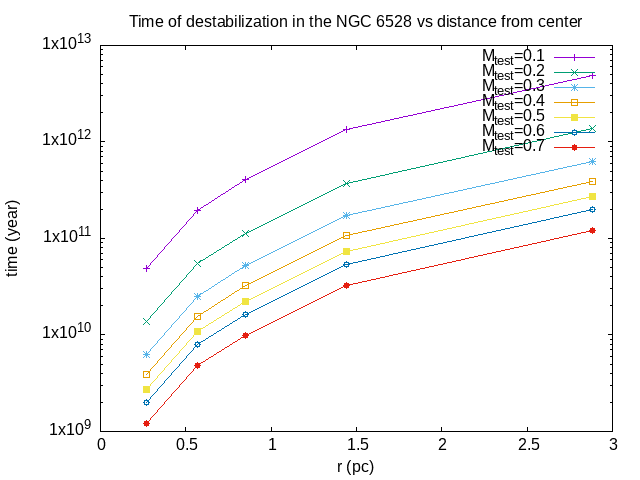 Time of destabilization in the NGC 6528 vs distance from center
1x10^13
1x10^12
1x10^11
1x10^10
1x10^9
time (year)
M_test=0.1
M_test=0.2
M_test=0.3
M_test=0.4
M_test=0.5
M_test=0.6
M_test=0.7
0 0.5 1 1.5 2 2.5 3
r (pc)